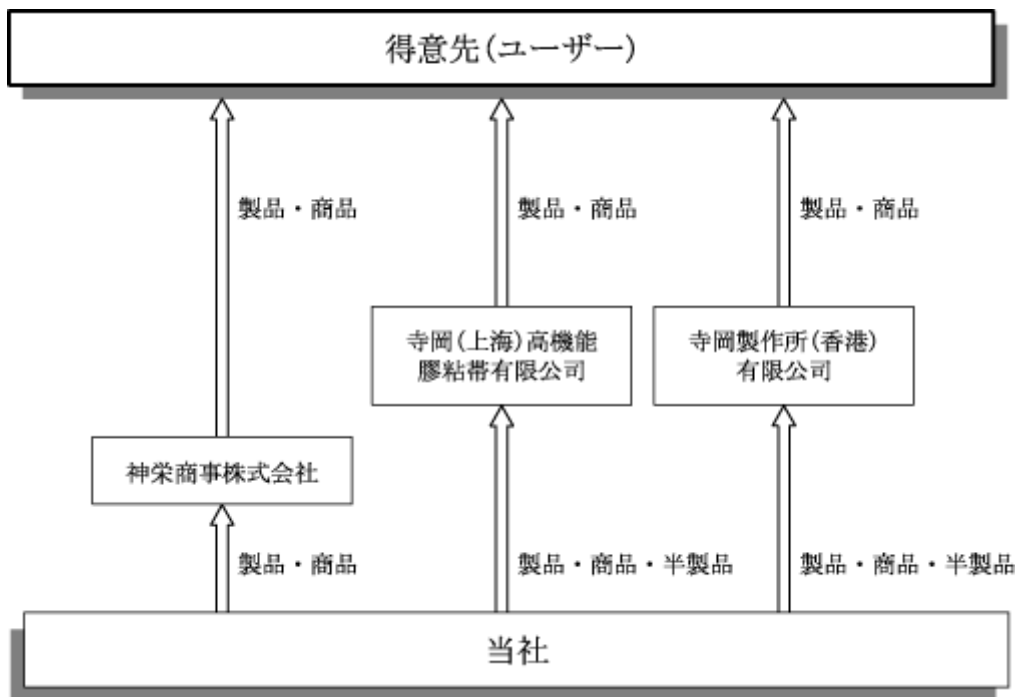 得意先(ユーザー)
製品・商品
製品・商品
製品・商品
寺岡(上海)高機能
膠粘帯有限公司
寺岡製作所(香港)
有限公司
神栄商事株式会社
製品・商品
製品・商品・半製品
製品・商品・半製品
当社